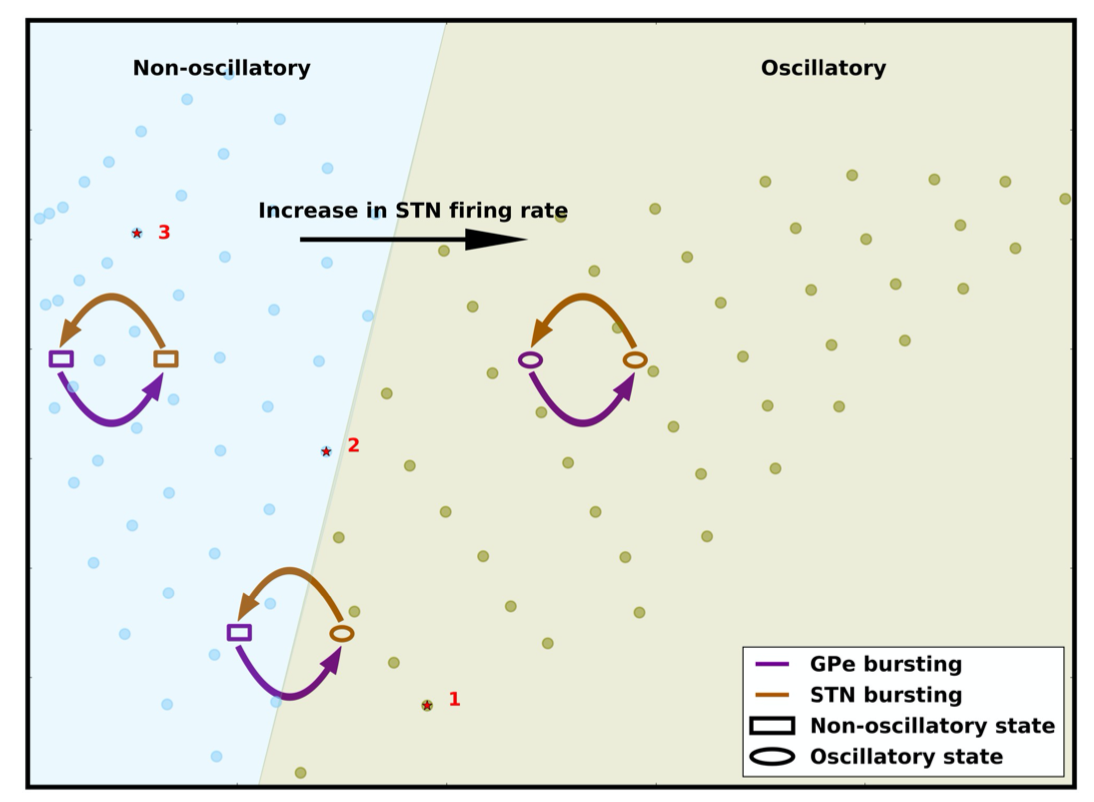 Non-oscillatory
Oscillatory
Increase in STN firing rate
3
2
1
GPe bursting
STN bursting
Non-oscillatory state
Oscillatory state